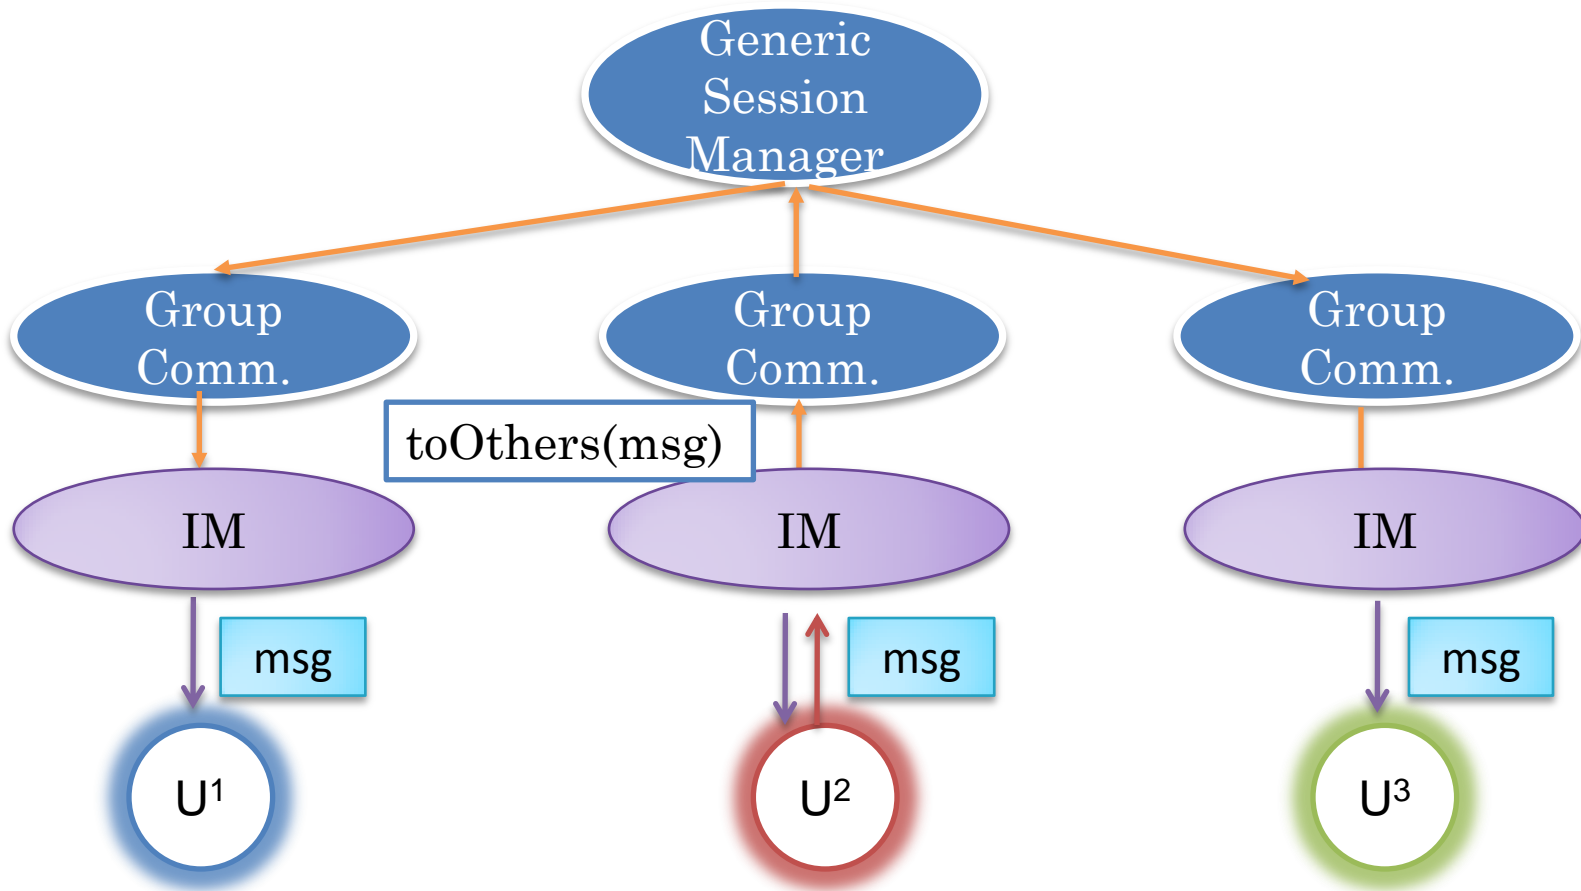 Generic
Session
Manager
Group
Comm.
Group
Comm.
Group
Comm.
toOthers(msg)
IM
IM
IM
msg
msg
msg
U1
U2
U3